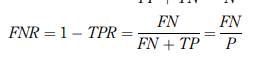 FNR = 1 − TPR = FN / (FN + TP) = FN / P